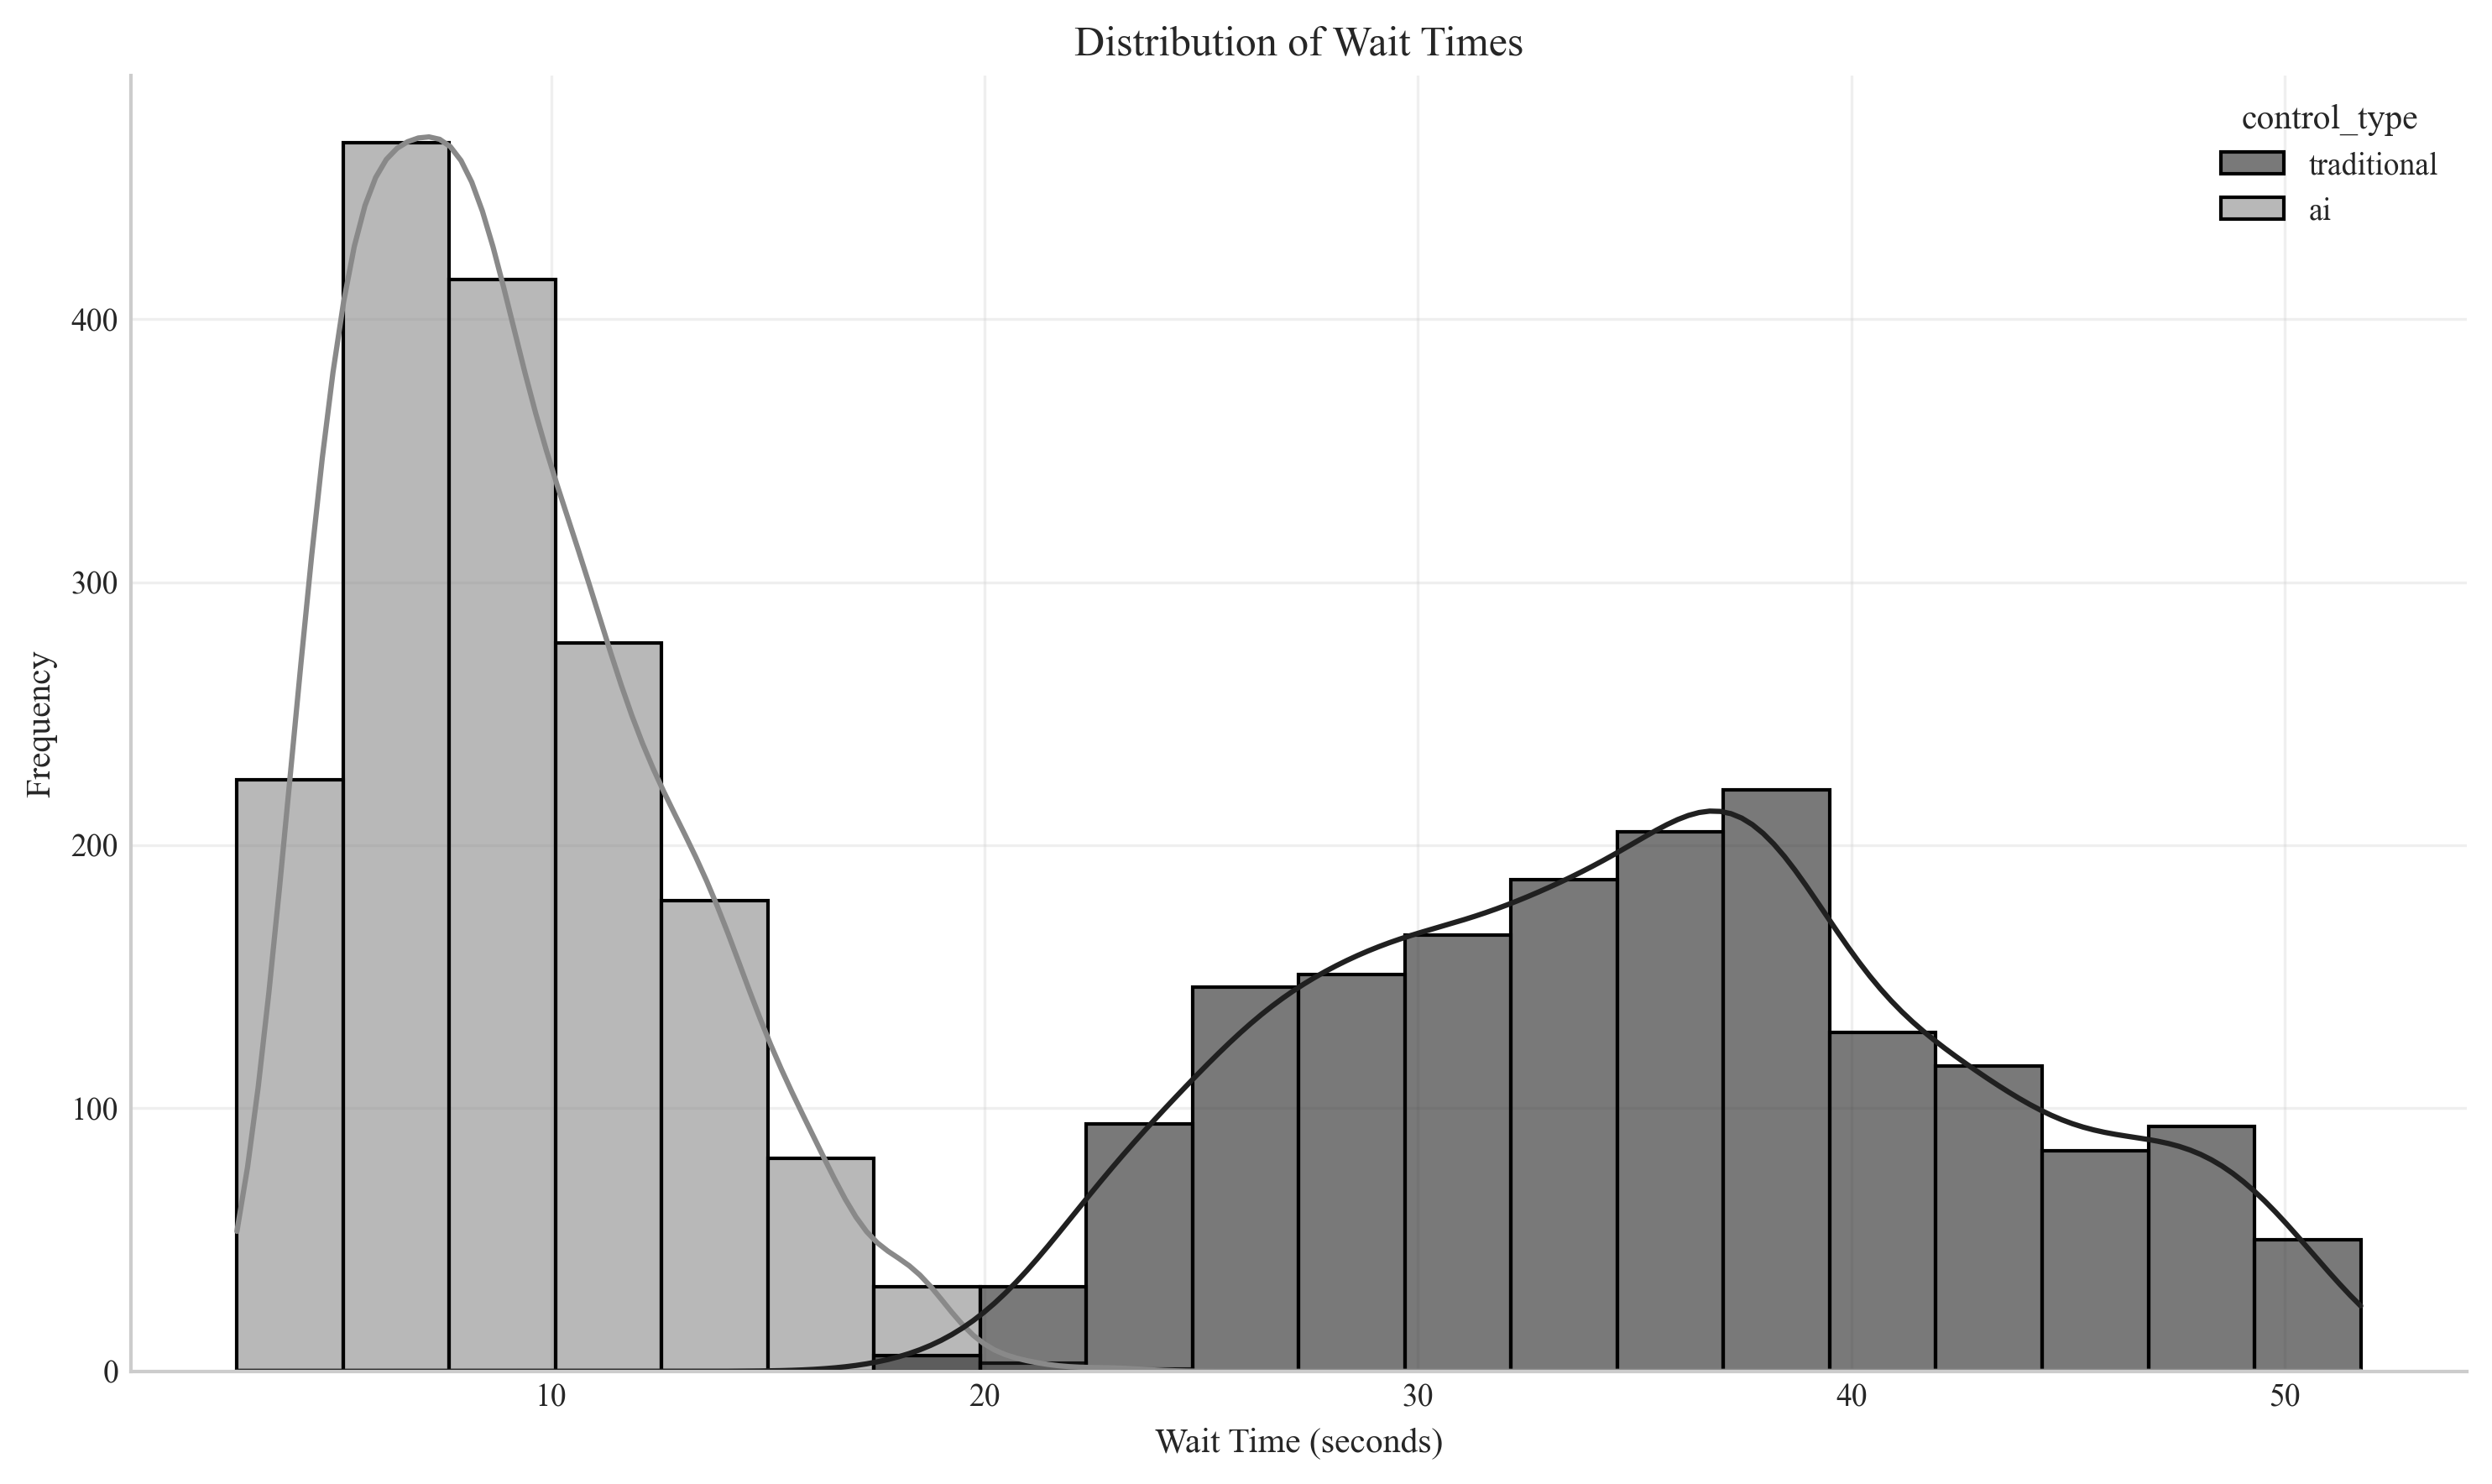 Distribution of Wait Times
control_type
traditional
ai
Frequency
400
300
200
100
0
10 20 30 40 50
Wait Time (seconds)